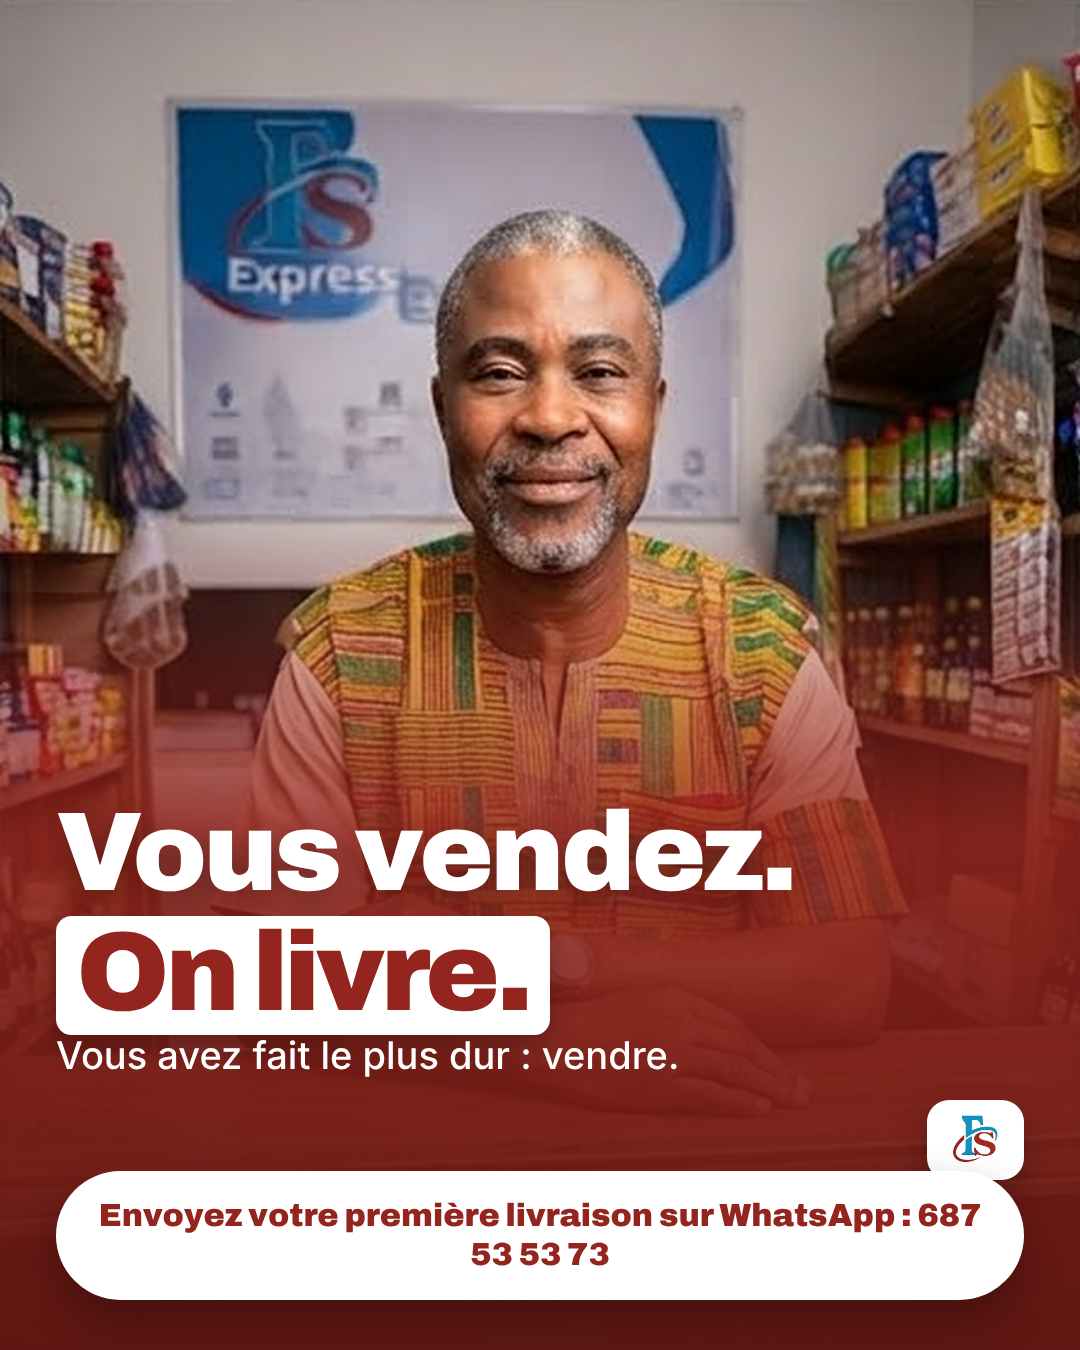 FS
Express
Vous vendez.
On livre.
Vous avez fait le plus dur : vendre.
FS
Envoyez votre première livraison sur WhatsApp : 687
53 53 73